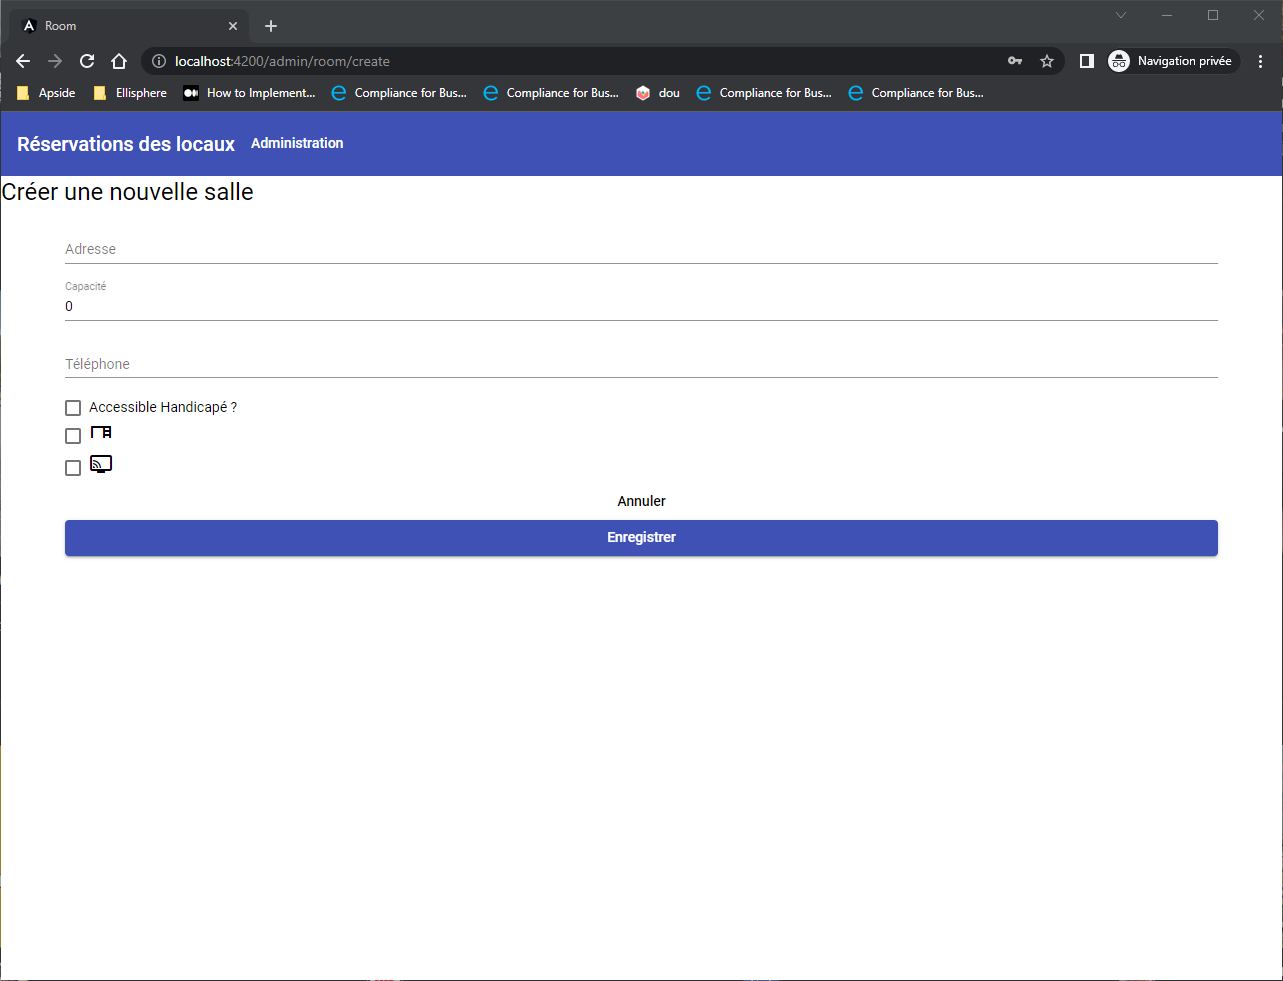 Room
localhost:4200/admin/room/create
Navigation privée
Apside Ellisphere How to Implement... Compliance for Bus... Compliance for Bus... dou Compliance for Bus... Compliance for Bus...
Réservations des locaux Administration
Créer une nouvelle salle
Adresse
Capacité
0
Téléphone
Accessible Handicapé ?
Annuler
Enregistrer